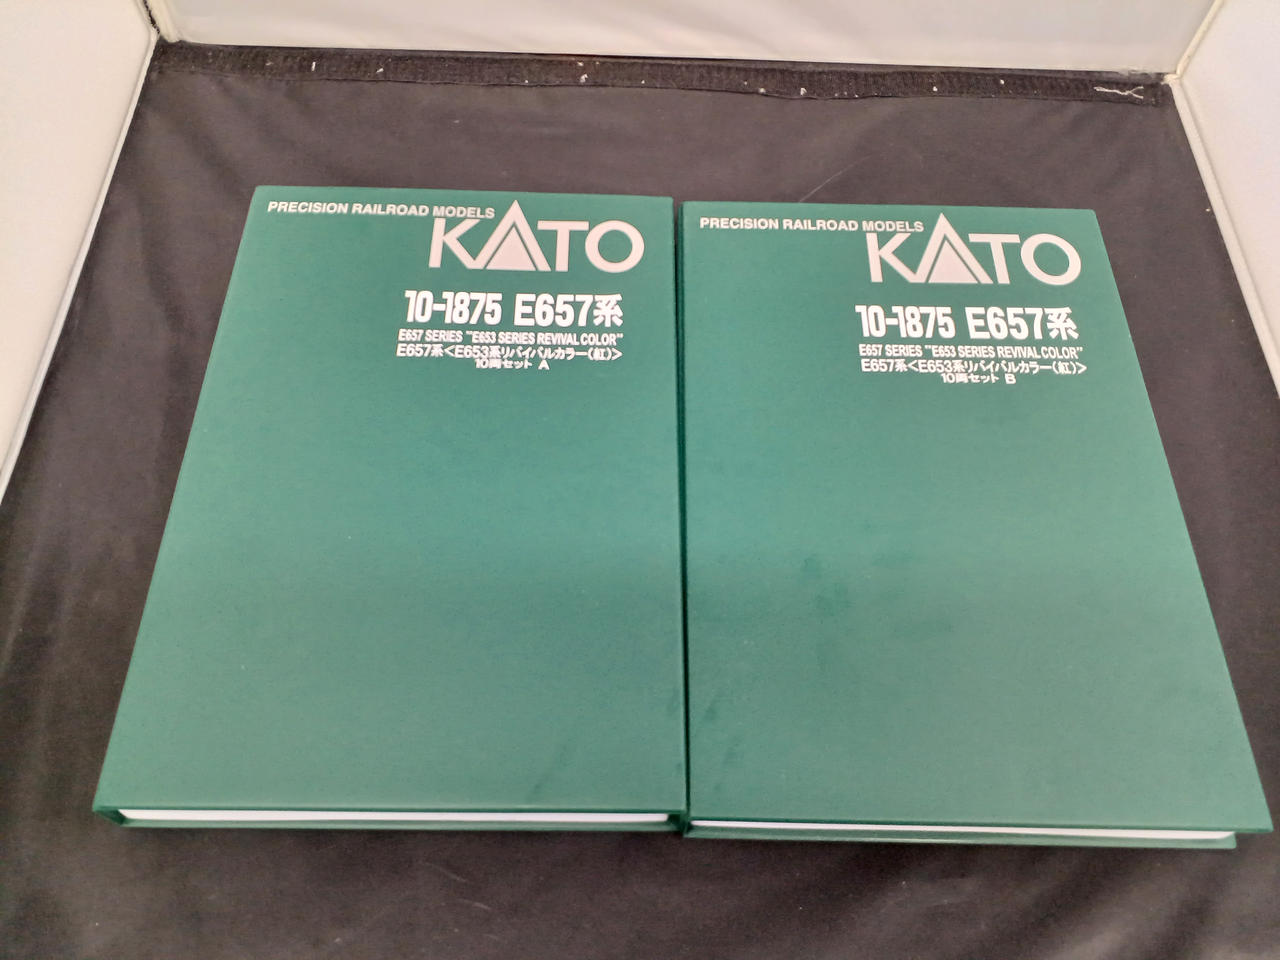 PRECISION RAILROAD MODELS
KATO
10-1875 E657系
E657 SERIES "E653 SERIES REVIVAL COLOR"
E657系<E653系リバイバルカラー(紅)>
10両セット A
PRECISION RAILROAD MODELS
KATO
10-1875 E657系
E657 SERIES "E653 SERIES REVIVAL COLOR"
E657系<E653系リバイバルカラー(紅)>
10両セット B